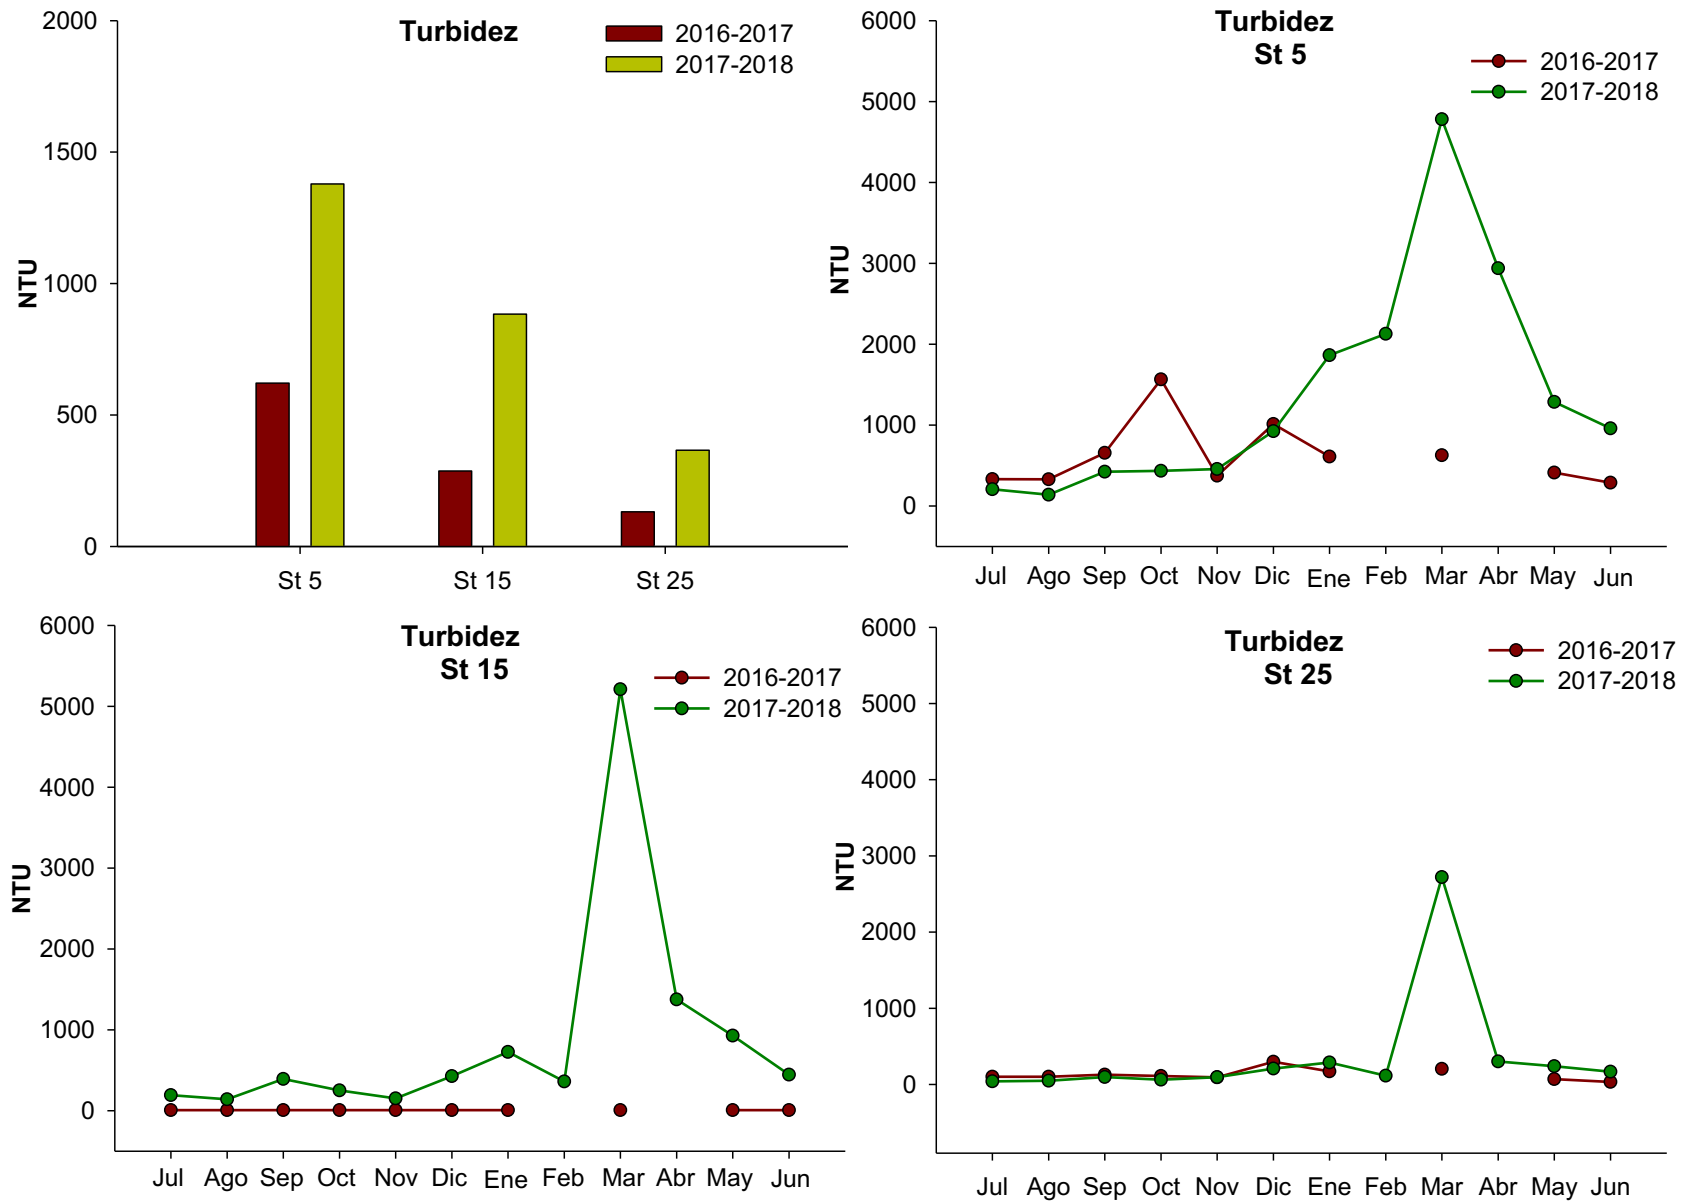 Turbidez
2016-2017
2017-2018
2000
1500
1000
500
0
NTU
St 5 St 15 St 25
Turbidez
St 5
2016-2017
2017-2018
6000
5000
4000
3000
2000
1000
0
NTU
Jul Ago Sep Oct Nov Dic Ene Feb Mar Abr May Jun
Turbidez
St 15
2016-2017
2017-2018
6000
5000
4000
3000
2000
1000
0
NTU
Jul Ago Sep Oct Nov Dic Ene Feb Mar Abr May Jun
Turbidez
St 25
2016-2017
2017-2018
6000
5000
4000
3000
2000
1000
0
NTU
Jul Ago Sep Oct Nov Dic Ene Feb Mar Abr May Jun